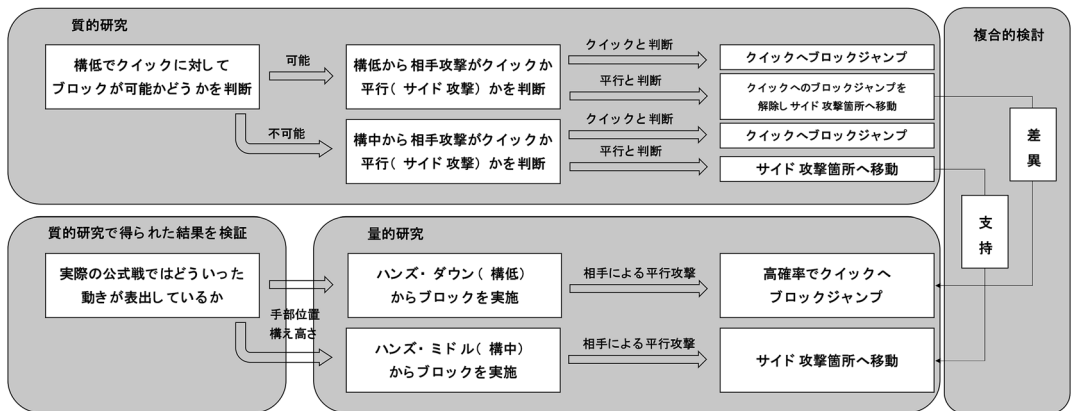 質的研究
構低でクイックに対して
ブロックが可能かどうかを判断
可能
不可能
構低から相手攻撃がクイックか
平行(サイド攻撃)かを判断
構中から相手攻撃がクイックか
平行(サイド攻撃)かを判断
クイックと判断
平行と判断
クイックと判断
平行と判断
クイックへブロックジャンプ
クイックへのブロックジャンプを
解除しサイド攻撃箇所へ移動
クイックへブロックジャンプ
サイド攻撃箇所へ移動
複合的検討
差異
支持
質的研究で得られた結果を検証
実際の公式戦ではどういった
動きが表出しているか
手部位置
構え高さ
量的研究
ハンズ・ダウン(構低)
からブロックを実施
ハンズ・ミドル(構中)
からブロックを実施
相手による平行攻撃
相手による平行攻撃
高確率でクイックへ
ブロックジャンプ
サイド攻撃箇所へ移動